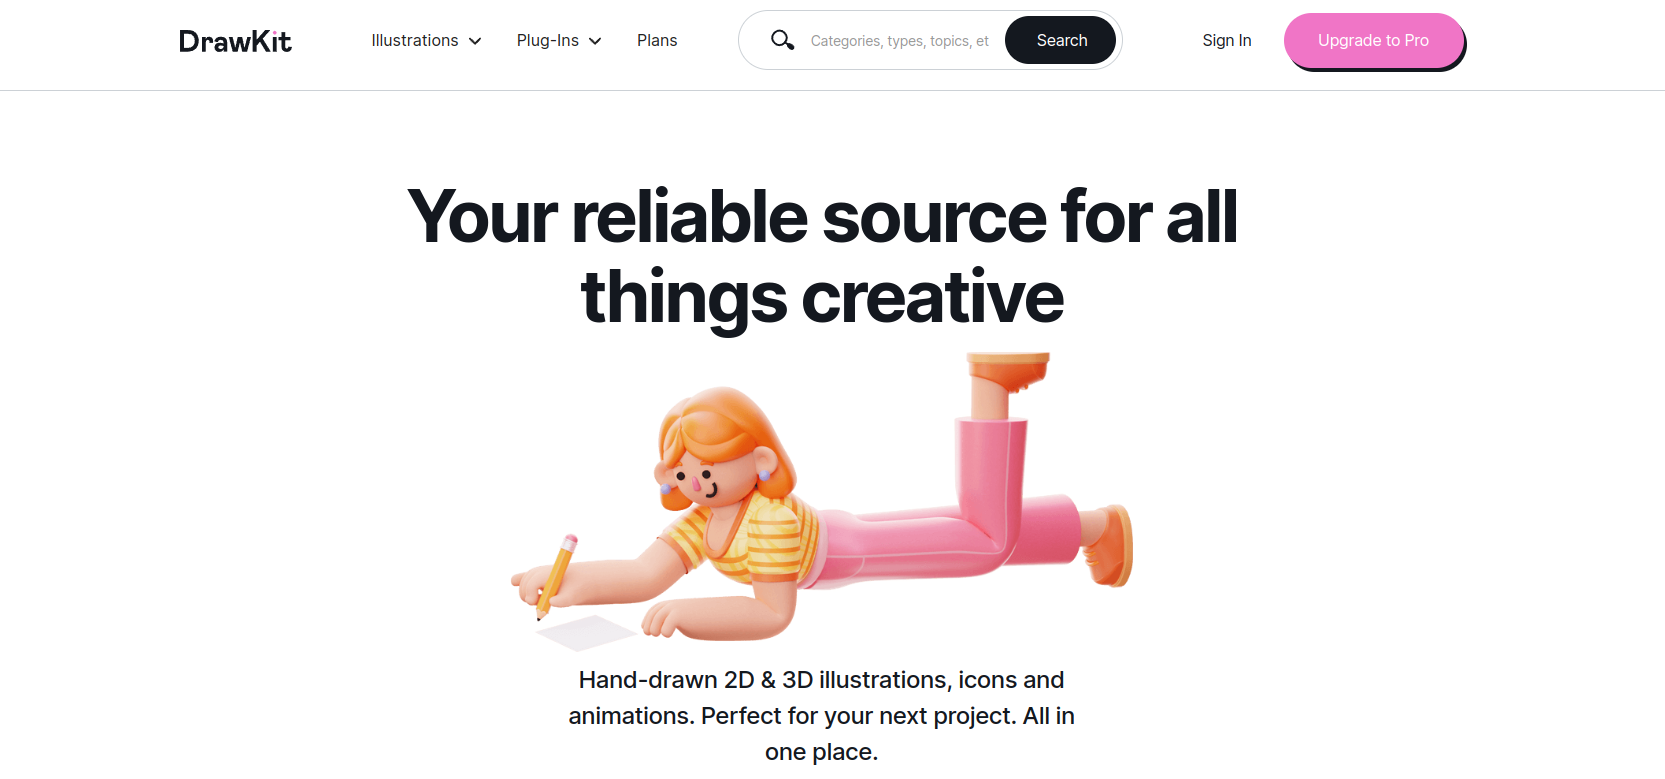 DrawKit
Illustrations
Plug-Ins
Plans
Categories, types, topics, et
Search
Sign In
Upgrade to Pro
Your reliable source for all
things creative
Hand-drawn 2D & 3D illustrations, icons and
animations. Perfect for your next project. All in
one place.